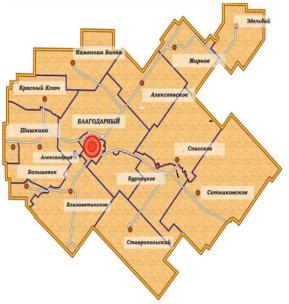 Эдельбай
Каменная Балка
Мирное
Красный Ключ
Алексеевское
БЛАГОДАРНЫЙ
Шишкино
Спасское
Александрия
Большевик
Бурлацкое
Сотниковское
Елизаветинское
Ставропольский